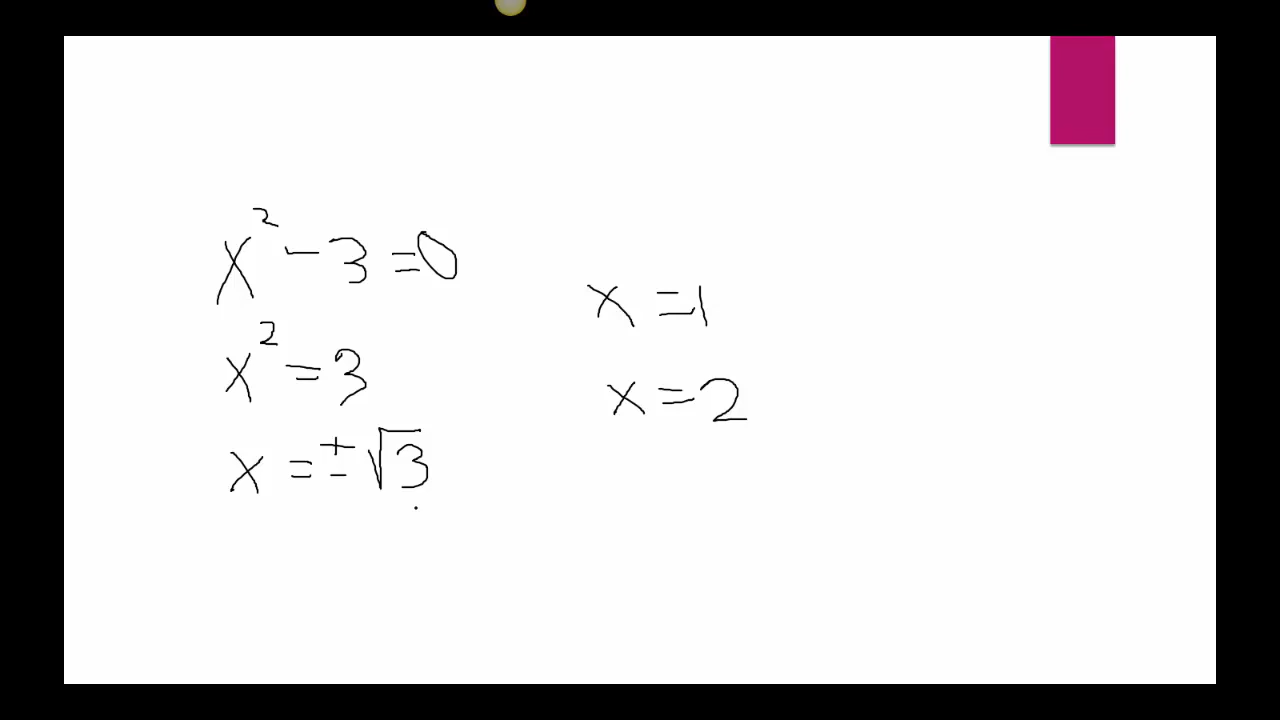 x² - 3 = 0
x² = 3
x = ± √3
x = 1
x = 2